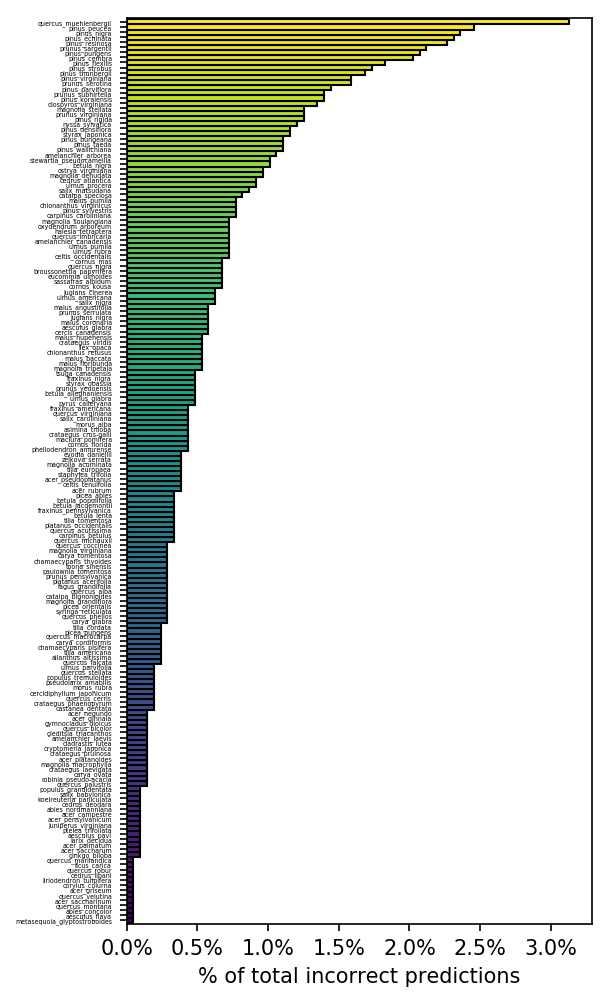 quercus_muehlenbergii
pinus_peucea
pinus_nigra
pinus_echinata
pinus_resinosa
prunus_sargentii
pinus_pungens
pinus_cembra
pinus_flexilis
pinus_strobus
pinus_thunbergii
pinus_virginiana
prunus_serotina
pinus_parviflora
prunus_subhirtella
pinus_koraiensis
diospyros_virginiana
magnolia_stellata
prunus_virginiana
pinus_rigida
nyssa_sylvatica
pinus_densiflora
styrax_japonica
pinus_bungeana
pinus_taeda
pinus_wallichiana
amelanchier_arborea
stewartia_pseudocamellia
betula_nigra
ostrya_virginiana
magnolia_denudata
cedrus_atlantica
ulmus_procera
salix_matsudana
catalpa_speciosa
malus_pumila
chionanthus_virginicus
pinus_sylvestris
carpinus_caroliniana
magnolia_soulangiana
oxydendrum_arboreum
halesia_tetraptera
quercus_imbricaria
amelanchier_canadensis
ulmus_pumila
ulmus_rubra
celtis_occidentalis
cornus_mas
quercus_nigra
broussonettia_papyrifera
eucommia_ulmoides
sassafras_albidum
cornus_kousa
juglans_cinerea
ulmus_americana
salix_nigra
malus_angustifolia
prunus_serrulata
juglans_nigra
malus_coronaria
aesculus_glabra
cercis_canadensis
malus_hupehensis
crataegus_viridis
ilex_opaca
chionanthus_retusus
malus_baccata
malus_floribunda
magnolia_tripetala
tsuga_canadensis
fraxinus_nigra
styrax_obassia
prunus_yedoensis
betula_alleghaniensis
ulmus_glabra
pyrus_calleryana
fraxinus_americana
quercus_virginiana
salix_caroliniana
morus_alba
asimina_triloba
crataegus_crus-galli
maclura_pomifera
cornus_florida
phellodendron_amurense
evodia_daniellii
zelkova_serrata
magnolia_acuminata
tilia_europaea
staphylea_trifolia
acer_pseudoplatanus
celtis_tenuifolia
acer_rubrum
picea_abies
betula_populifolia
betula_jacqemontii
fraxinus_pennsylvanica
betula_lenta
tilia_tomentosa
platanus_occidentalis
quercus_acutissima
carpinus_betulus
quercus_michauxii
quercus_coccinea
magnolia_virginiana
carya_tomentosa
chamaecyparis_thyoides
toona_sinensis
paulownia_tomentosa
prunus_pensylvanica
platanus_acerifolia
fagus_grandifolia
quercus_alba
catalpa_bignonioides
magnolia_grandiflora
picea_orientalis
syringa_reticulata
quercus_phellos
carya_glabra
tilia_cordata
picea_pungens
quercus_macrocarpa
carya_cordiformis
chamaecyparis_pisifera
tilia_americana
ailanthus_altissima
quercus_falcata
ulmus_parvifolia
quercus_stellata
populus_tremuloides
pseudolarix_amabilis
morus_rubra
cercidiphyllum_japonicum
quercus_cerris
crataegus_phaenopyrum
castanea_dentata
acer_negundo
acer_ginnala
gymnocladus_dioicus
quercus_bicolor
gleditsia_triacanthos
amelanchier_laevis
cladrastis_lutea
cryptomeria_japonica
crataegus_pruinosa
acer_platanoides
magnolia_macrophylla
crataegus_laevigata
carya_ovata
robinia_pseudo-acacia
quercus_palustris
populus_grandidentata
salix_babylonica
koelreuteria_paniculata
cedrus_deodara
abies_nordmanniana
acer_campestre
acer_pensylvanicum
juniperus_virginiana
ptelea_trifoliata
aesculus_pavi
larix_decidua
acer_palmatum
acer_saccharum
ginkgo_biloba
quercus_marilandica
ficus_carica
quercus_robur
cedrus_libani
liriodendron_tulipifera
corylus_colurna
acer_griseum
quercus_velutina
acer_saccharinum
quercus_montana
abies_concolor
aesculus_flava
metasequoia_glyptostroboides
0.0% 0.5% 1.0% 1.5% 2.0% 2.5% 3.0%
% of total incorrect predictions